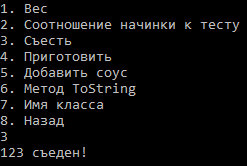 1. Вес
2. Соотношение начинки к тесту
3. Съесть
4. Приготовить
5. Добавить соус
6. Метод ToString
7. Имя класса
8. Назад
3
123 съеден!